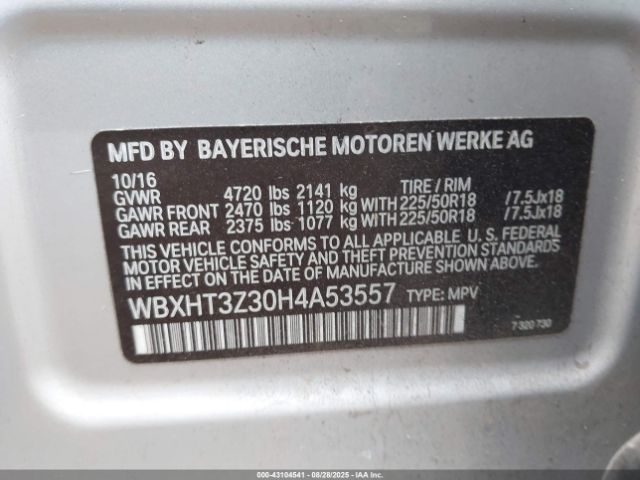 MFD BY BAYERISCHE MOTOREN WERKE AG
10/16 TIRE / RIM
GVWR 4720 lbs 2141 kg
GAWR FRONT 2470 lbs 1120 kg WITH 225/50R18 /7.5Jx18
GAWR REAR 2375 lbs 1077 kg WITH 225/50R18 /7.5Jx18
THIS VEHICLE CONFORMS TO ALL APPLICABLE U. S. FEDERAL
MOTOR VEHICLE SAFETY AND THEFT PREVENTION STANDARDS
IN EFFECT ON THE DATE OF MANUFACTURE SHOWN ABOVE.
WBXHT3Z30H4A53557 TYPE: MPV
7 320 730
000-43104541 - 08/28/2025 - IAAI.COM